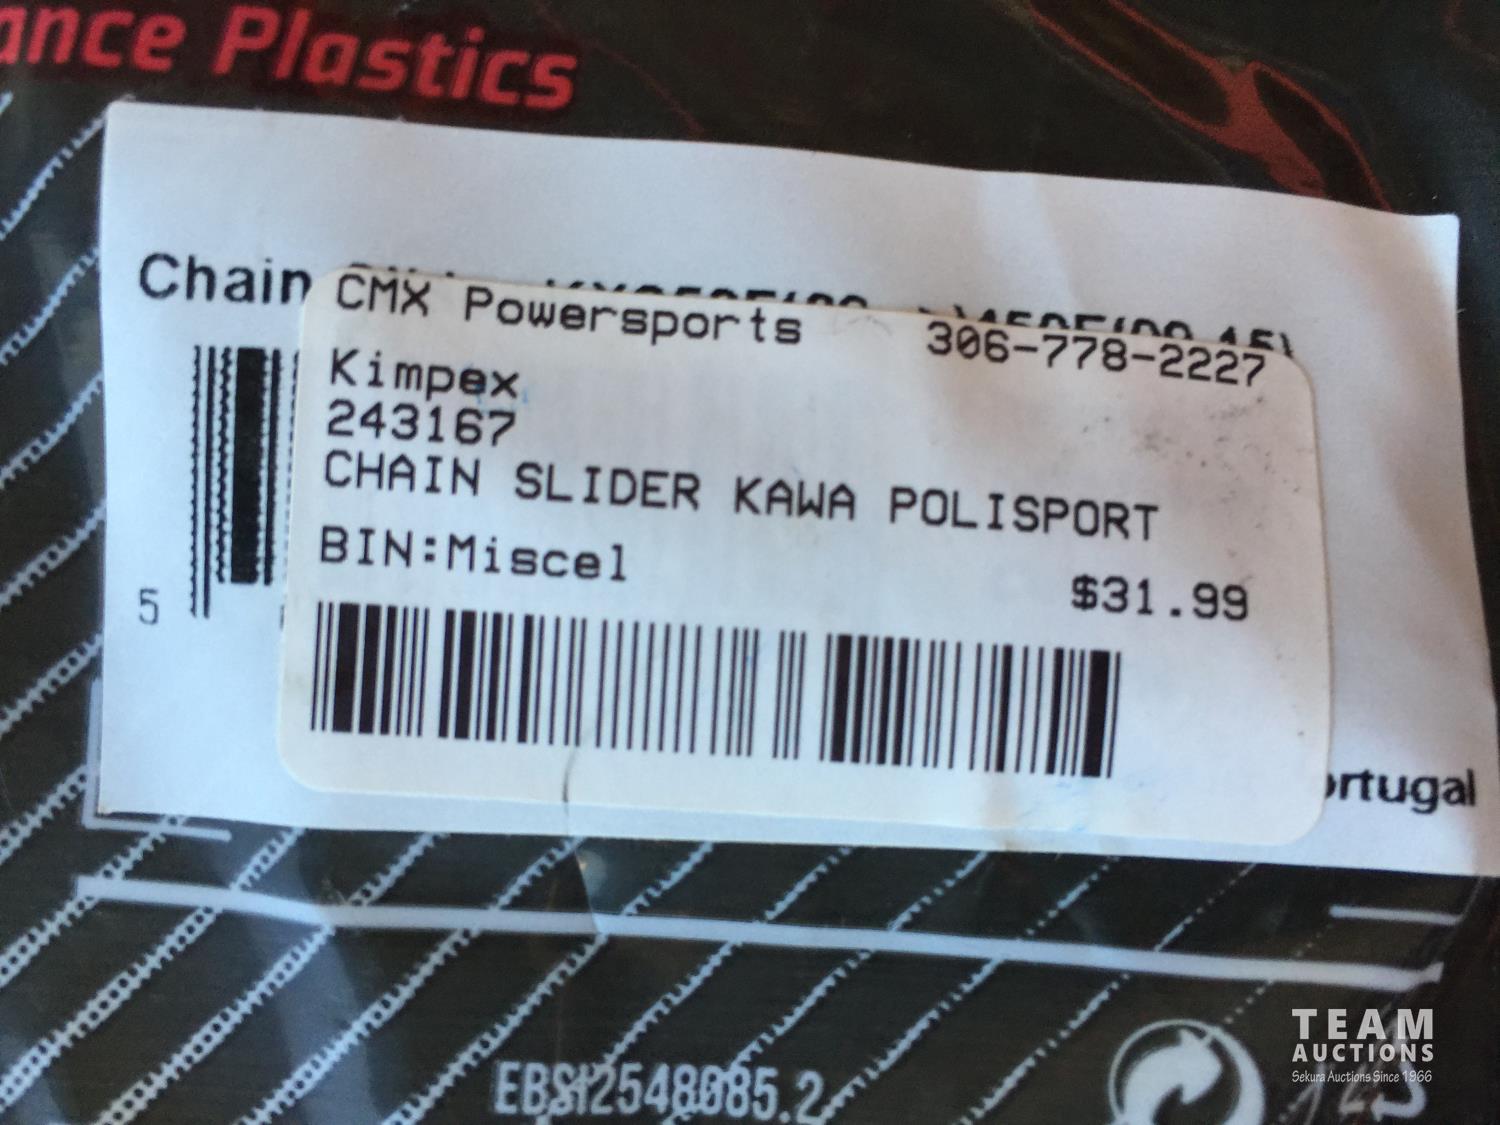 ance Plastics
Chain
CMX Powersports 306-778-2227
Kimpex
243167
CHAIN SLIDER KAWA POLISPORT
BIN:Miscel
$31.99
5
ortugal
EBSI2548085.2
TEAM
AUCTIONS
Sekura Auctions Since 1966